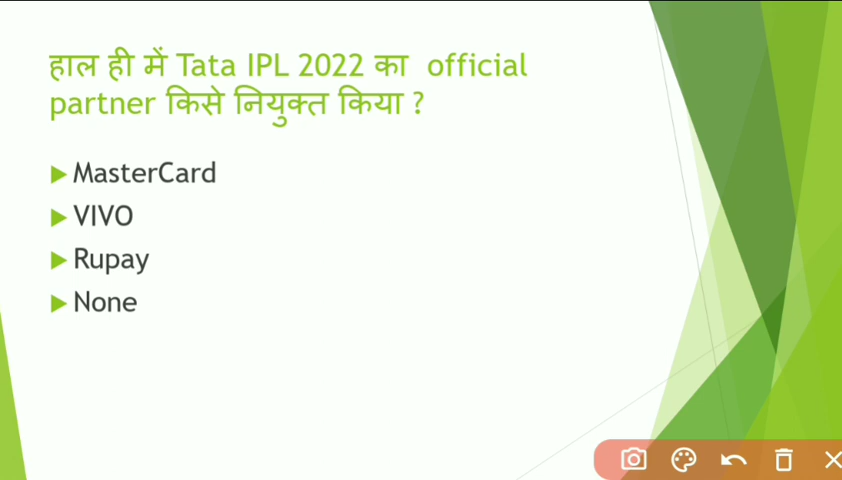 हाल ही में Tata IPL 2022 का official
partner किसे नियुक्त किया ?
MasterCard
VIVO
Rupay
None